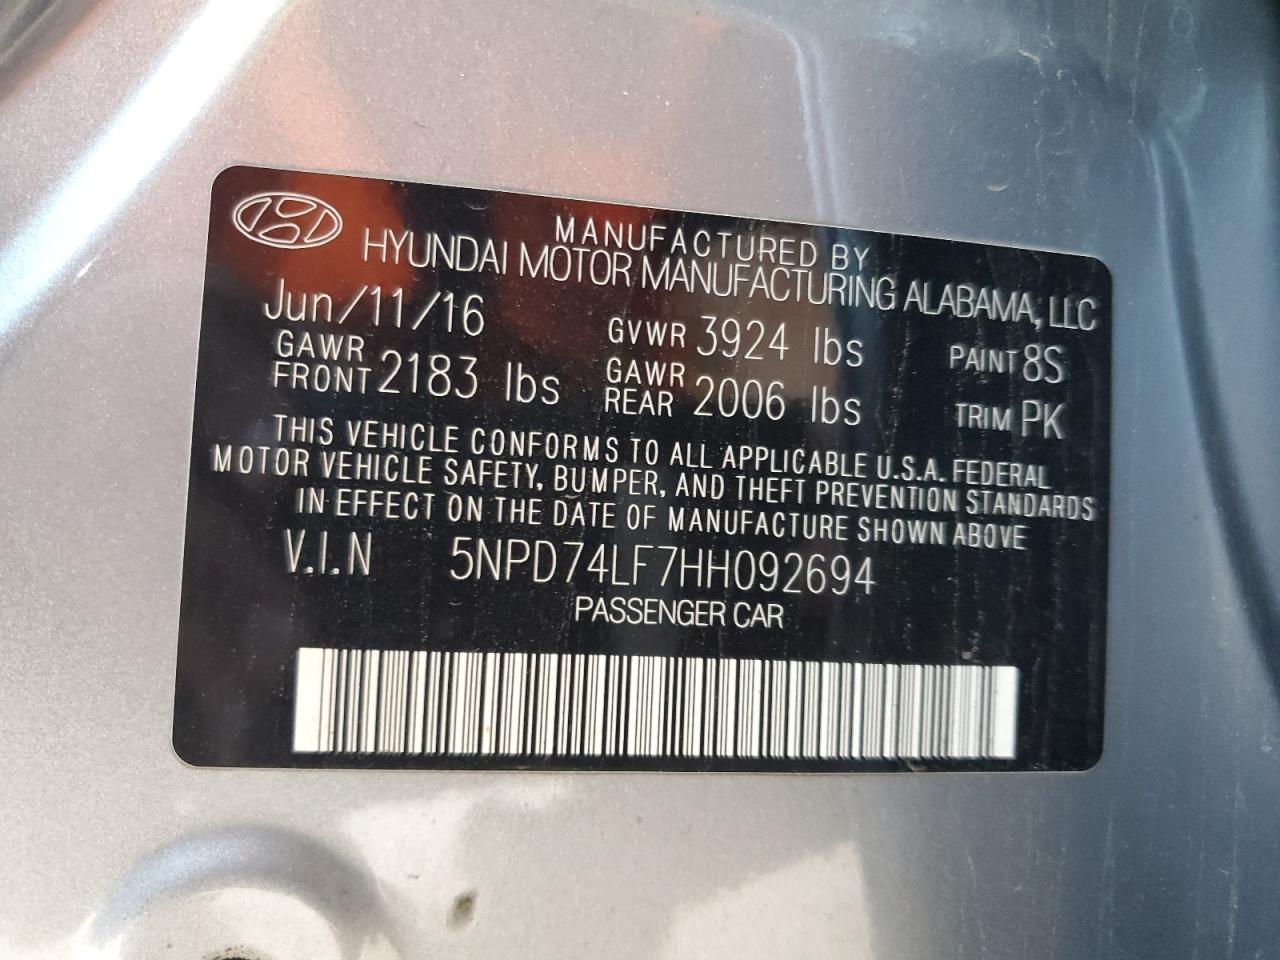 MANUFACTURED BY
HYUNDAI MOTOR MANUFACTURING ALABAMA, LLC
Jun/11/16 GVWR 3924 lbs PAINT 8S
GAWR FRONT 2183 lbs GAWR REAR 2006 lbs TRIM PK
THIS VEHICLE CONFORMS TO ALL APPLICABLE U.S.A. FEDERAL
MOTOR VEHICLE SAFETY, BUMPER, AND THEFT PREVENTION STANDARDS
IN EFFECT ON THE DATE OF MANUFACTURE SHOWN ABOVE
V.I.N 5NPD74LF7HH092694
PASSENGER CAR